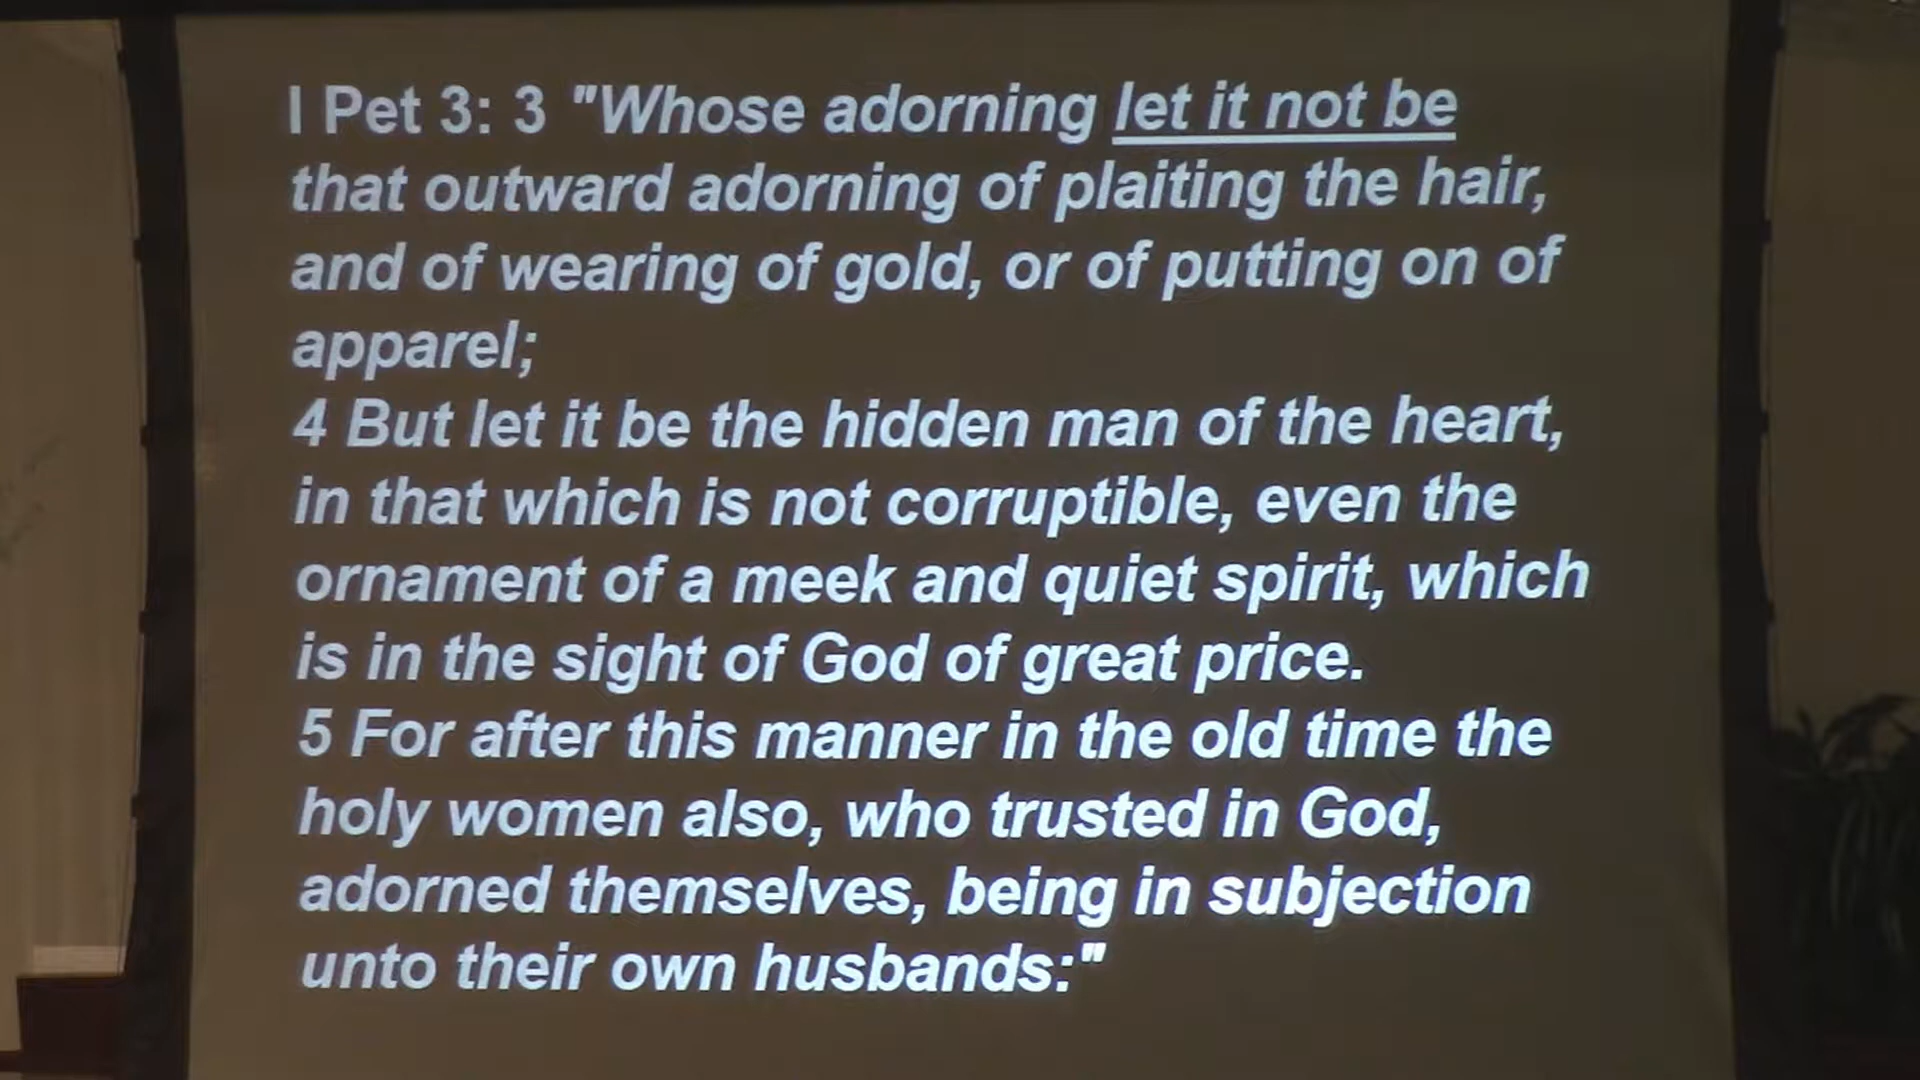 I Pet 3: 3 "Whose adorning let it not be
that outward adorning of plaiting the hair,
and of wearing of gold, or of putting on of
apparel;
4 But let it be the hidden man of the heart,
in that which is not corruptible, even the
ornament of a meek and quiet spirit, which
is in the sight of God of great price.
5 For after this manner in the old time the
holy women also, who trusted in God,
adorned themselves, being in subjection
unto their own husbands:"